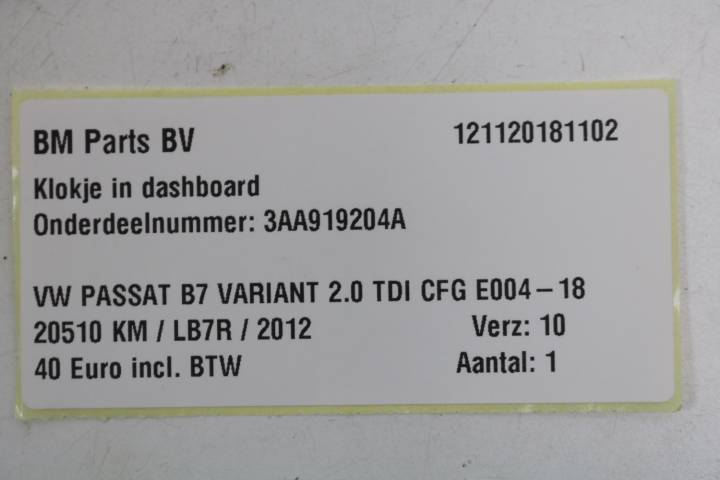 BM Parts BV 121120181102
Klokje in dashboard
Onderdeelnummer: 3AA919204A
VW PASSAT B7 VARIANT 2.0 TDI CFG E004-18
20510 KM / LB7R / 2012 Verz: 10
40 Euro incl. BTW Aantal: 1